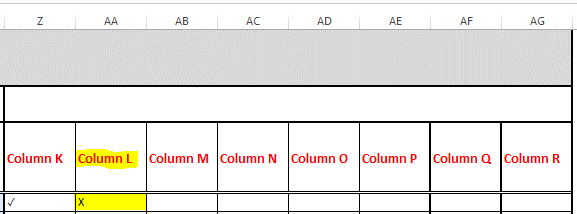 Z AA AB AC AD AE AF AG
Column K Column L Column M Column N Column O Column P Column Q Column R
✓ X